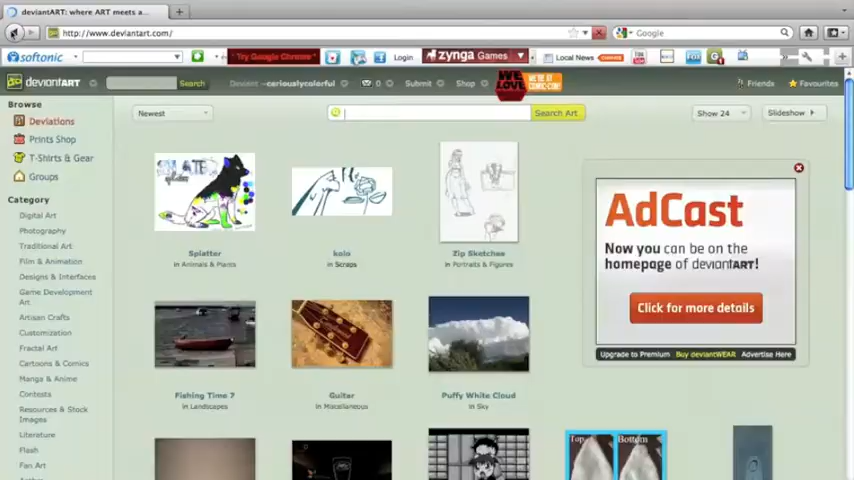 deviantART: where ART meets a...
http://www.deviantart.com/
Google
softonic
Try Google Chrome
Login
zynga Games
Local News
deviantART
Search
Deviant ~cariouslycolorful
0
Submit
Shop
WE LOVE
WE'RE AT COMIC-CON!
Friends
Favourites
Browse
Deviations
Prints Shop
T-Shirts & Gear
Groups
Category
Digital Art
Photography
Traditional Art
Film & Animation
Designs & Interfaces
Game Development Art
Artisan Crafts
Customization
Fractal Art
Cartoons & Comics
Manga & Anime
Contests
Resources & Stock Images
Literature
Flash
Fan Art
Newest
Search Art
Show 24
Slideshow
Splatter
in Animals & Plants
kolo
in Scraps
Zip Sketches
in Portraits & Figures
AdCast
Now you can be on the
homepage of deviantART!
Click for more details
Upgrade to Premium Buy deviantWEAR Advertise Here
Fishing Time 7
in Landscapes
Guitar
in Miscellaneous
Puffy White Cloud
in Sky
Top
Bottom